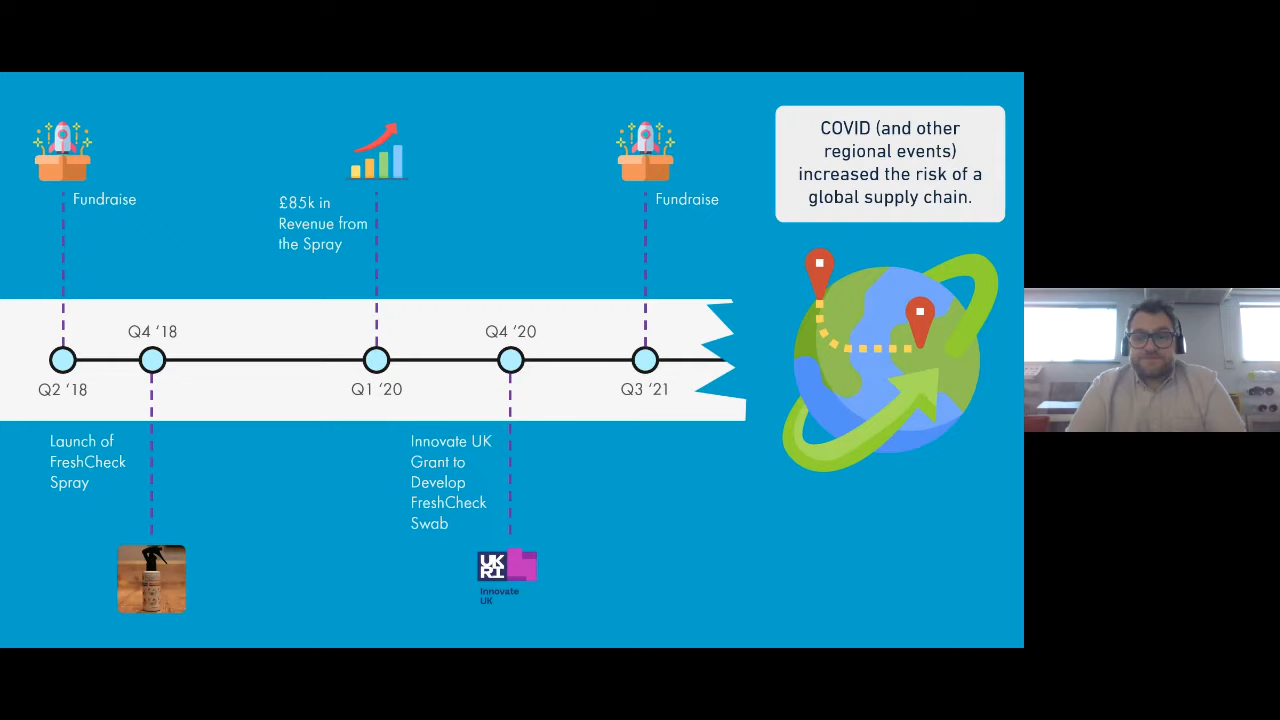 COVID (and other
regional events)
increased the risk of a
global supply chain.
Fundraise
£85k in
Revenue from
the Spray
Fundraise
Q4 ‘18
Q4 ‘20
Q2 ‘18
Q1 ‘20
Q3 ‘21
Launch of
FreshCheck
Spray
Innovate UK
Grant to
Develop
FreshCheck
Swab
UK
RI
Innovate
UK